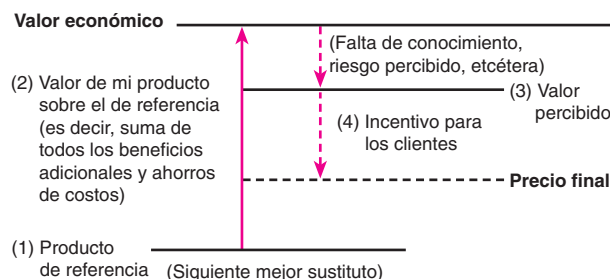 Valor económico
(Falta de conocimiento,
riesgo percibido, etcétera)
(2) Valor de mi producto
sobre el de referencia
(es decir, suma de
todos los beneficios
adicionales y ahorros
de costos)
(3) Valor
percibido
(4) Incentivo para
los clientes
Precio final
(1) Producto
de referencia
(Siguiente mejor sustituto)